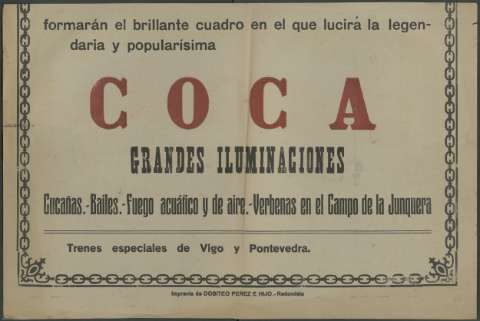 formarán el brillante cuadro en el que lucirá la legen-
daria y popularísima
COCA
GRANDES ILUMINACIONES
Cucañas.-Bailes.-Fuego acuático y de aire.-Verbenas en el Campo de la Junquera
Trenes especiales de Vigo y Pontevedra.
Imprenta de DOSITEO PEREZ E HIJO.-Redondela